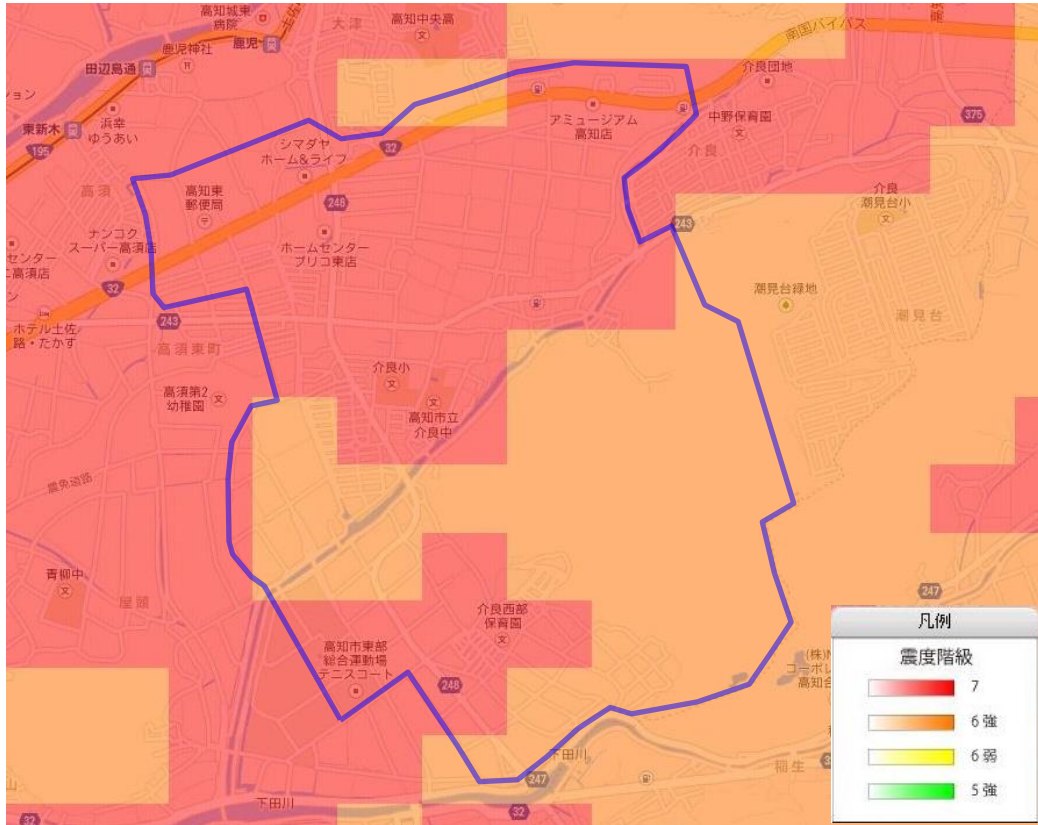 高知城東
病院
大津
高知中央高
鹿児神社
鹿児
田辺島通
東新木
浜幸
ゆうあい
195
高須
シマダヤ
ホーム&ライフ
32
248
高知東
郵便局
ナンコク
スーパー高須店
ホームセンター
ブリコ東店
32
ホテル土佐
路・たかす
243
高須東町
高須第2
幼稚園
介良小
高知市立
介良中
アミュージアム
高知店
南国バイパス
介良団地
中野保育園
介良
375
243
介良
潮見台小
潮見台緑地
潮見台
青柳中
屋頭
介良西部
保育園
高知市東部
総合運動場
テニスコート
248
247
下田川
下田川
247
32
稲生
コーポレ
高知合
凡例
震度階級
7
6強
6弱
5強